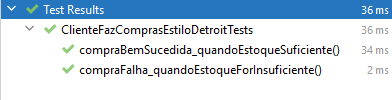 Test Results 36 ms
ClienteFazComprasEstiloDetroitTests 36 ms
compraBemSucedida_quandoEstoqueSuficiente() 34 ms
compraFalha_quandoEstoqueForInsuficiente() 2 ms